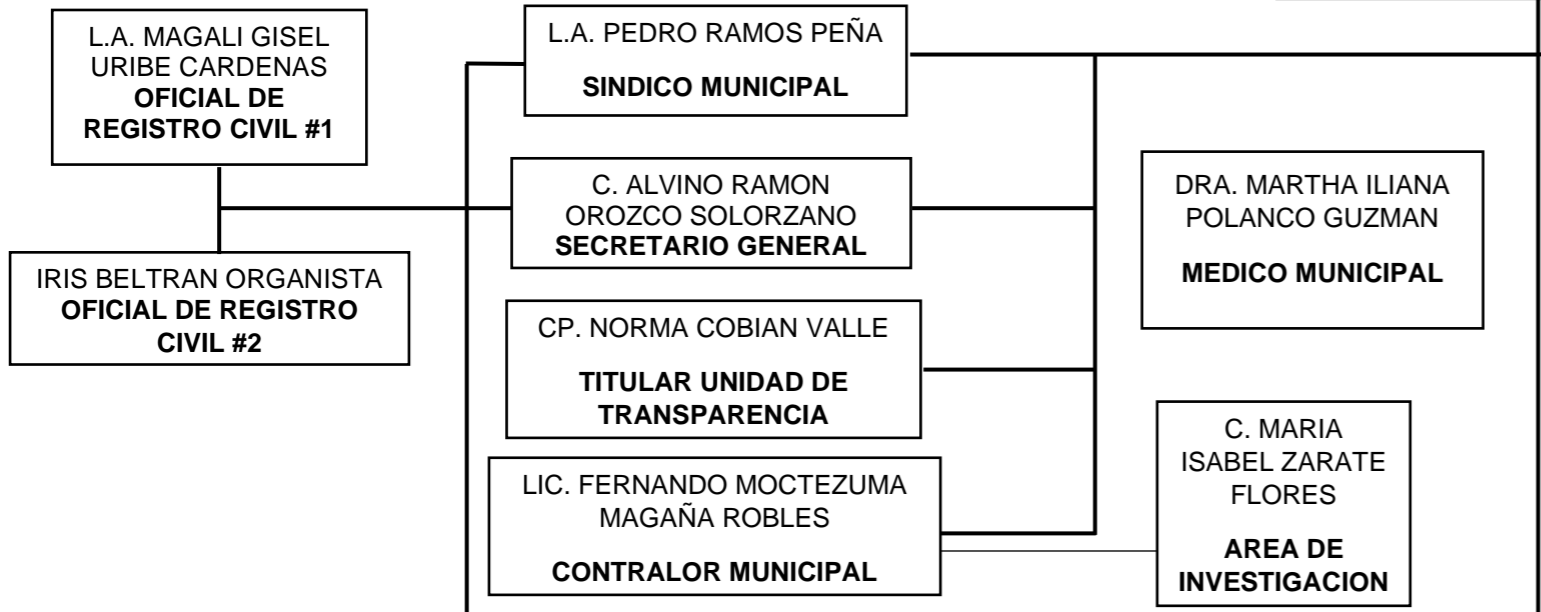 L.A. MAGALI GISEL
URIBE CARDENAS
OFICIAL DE
REGISTRO CIVIL #1
IRIS BELTRAN ORGANISTA
OFICIAL DE REGISTRO
CIVIL #2
L.A. PEDRO RAMOS PEÑA
SINDICO MUNICIPAL
C. ALVINO RAMON
OROZCO SOLORZANO
SECRETARIO GENERAL
CP. NORMA COBIAN VALLE
TITULAR UNIDAD DE
TRANSPARENCIA
LIC. FERNANDO MOCTEZUMA
MAGAÑA ROBLES
CONTRALOR MUNICIPAL
DRA. MARTHA ILIANA
POLANCO GUZMAN
MEDICO MUNICIPAL
C. MARIA
ISABEL ZARATE
FLORES
AREA DE
INVESTIGACION